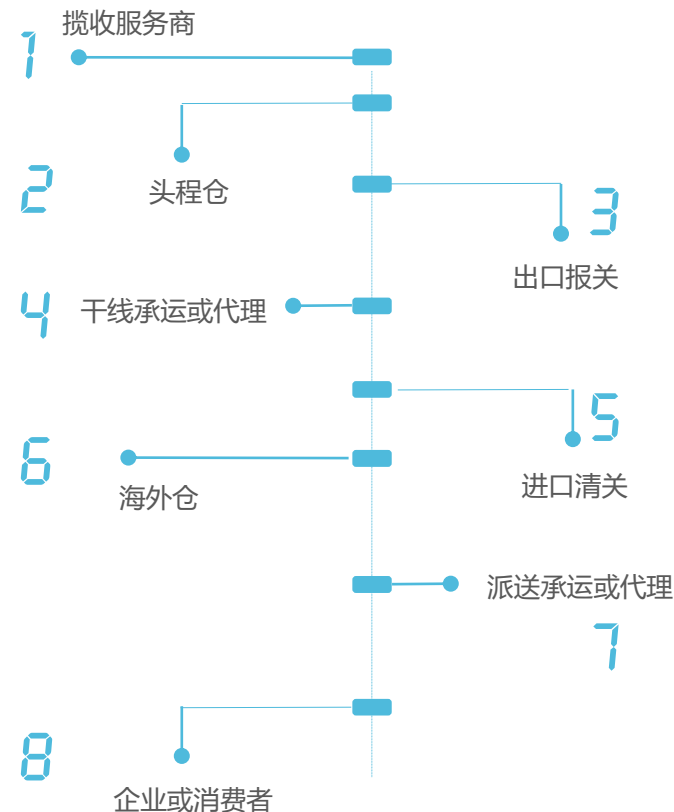 1
揽收服务商
2
头程仓
3
出口报关
4
干线承运或代理
5
进口清关
6
海外仓
派送承运或代理
7
8
企业或消费者